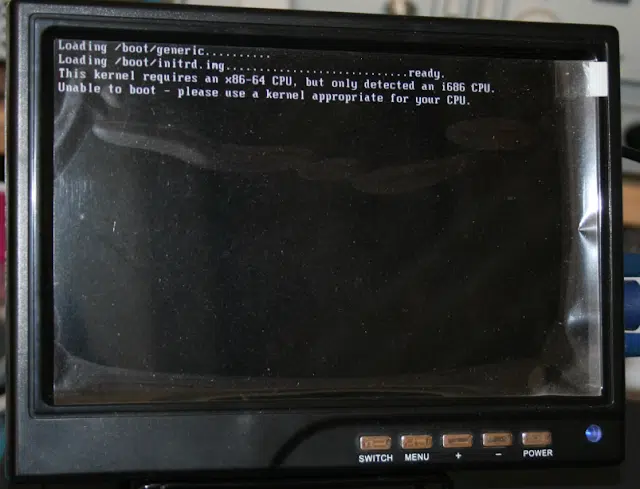 Loading /boot/generic..........
Loading /boot/initrd.img............................ready.
This kernel requires an x86-64 CPU, but only detected an i686 CPU.
Unable to boot - please use a kernel appropriate for your CPU.
SWITCH MENU + - POWER